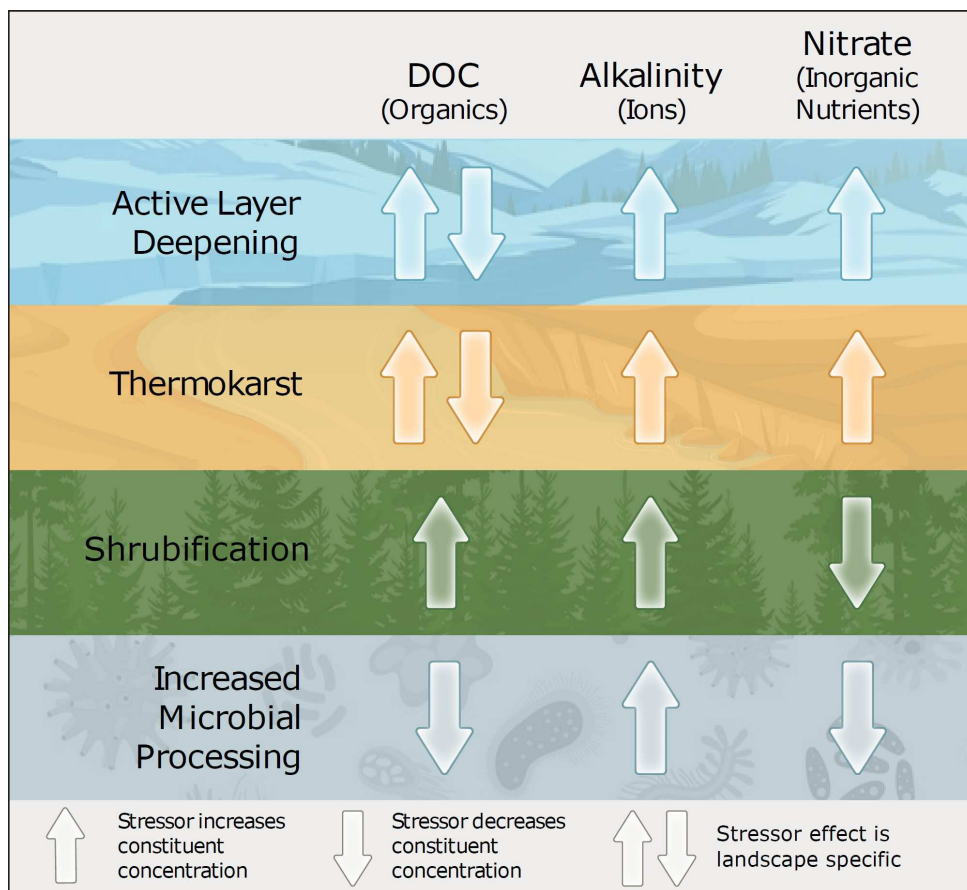 DOC
(Organics)
Alkalinity
(Ions)
Nitrate
(Inorganic
Nutrients)
Active Layer
Deepening
Thermokarst
Shrubification
Increased
Microbial
Processing
Stressor increases
constituent
concentration
Stressor decreases
constituent
concentration
Stressor effect is
landscape specific